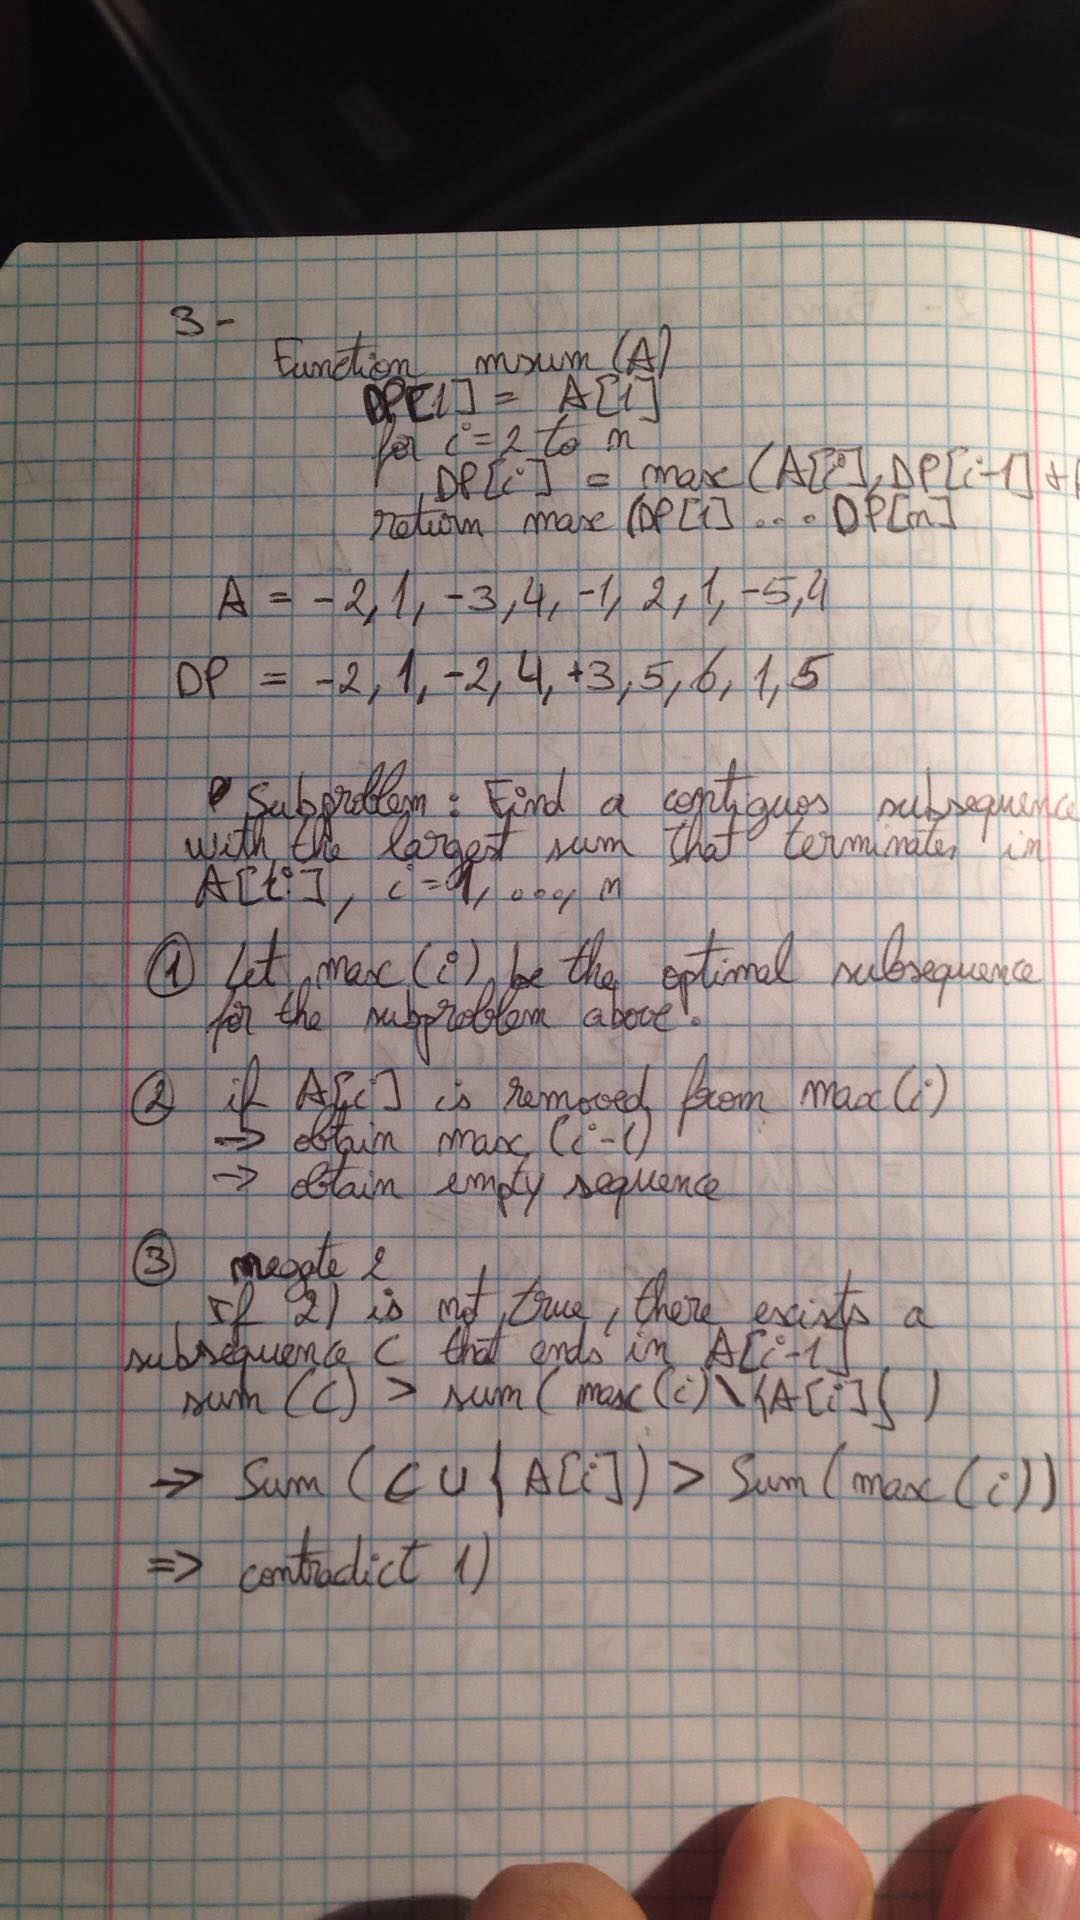 3-
Function msum (A)
DP[1] = A[1]
for i=2 to n
DP[i] = max (A[i], DP[i-1] +
return max (DP[1] .... DP[n]
A = -2, 1, -3, 4, -1, 2, 1, -5, 4
DP = -2, 1, -2, 4, +3, 5, 6, 1, 5
Subproblem : Find a contiguos subsequence
with the largest sum that terminates in
A[i], i=1, ..., n
① Let max (i) be the optimal subsequence
for the subproblem above.
② if A[i] is removed from max (i)
→ obtain max (i-1)
→ obtain empty sequence
③ negate 2
If 2) is not true, there exists a
subsequence C that ends in A[i-1]
sum (C) > sum ( max (i) \ {A[i]} )
→ Sum (C ∪ { A[i]) > Sum (max (i))
=> contradict 1)